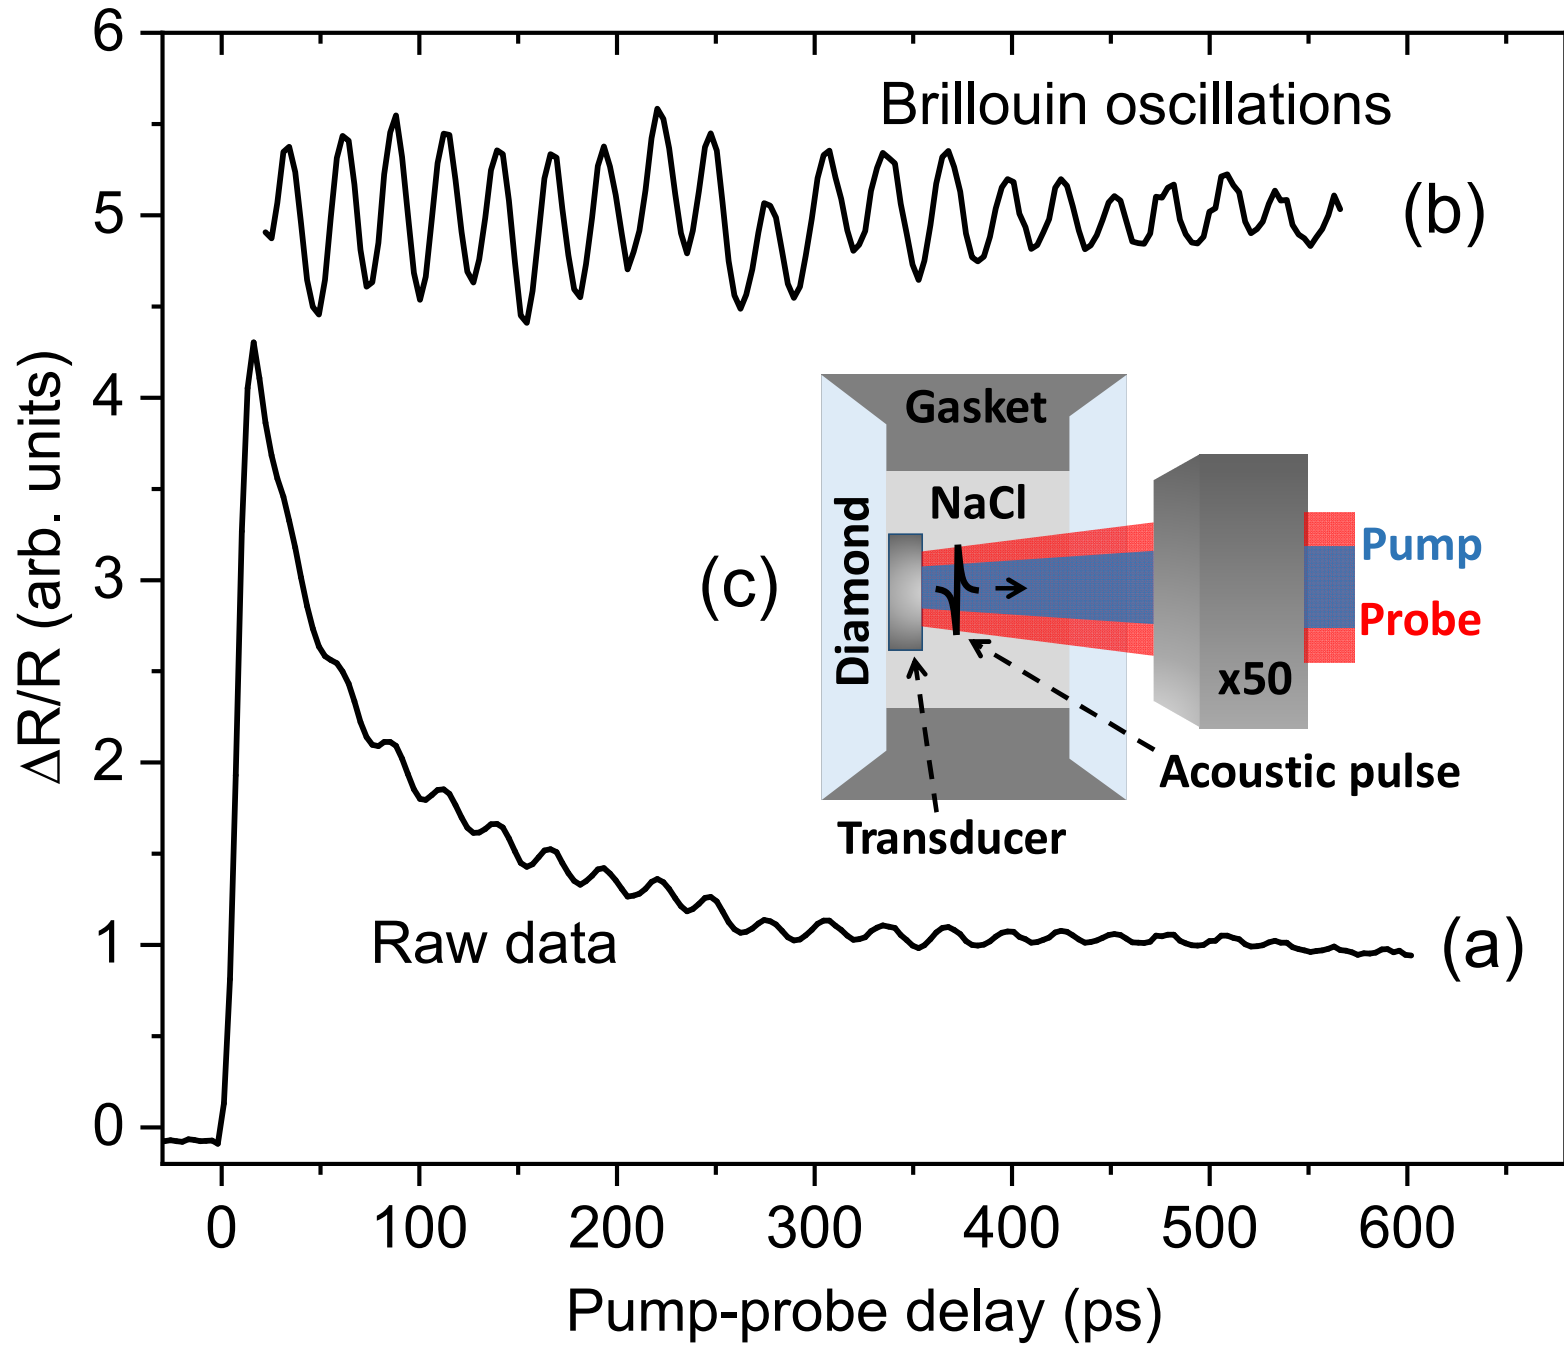 6
5
4
3
2
1
0
ΔR/R (arb. units)
Brillouin oscillations
(b)
Gasket
NaCl
Diamond
(c)
Pump
Probe
x50
Acoustic pulse
Transducer
Raw data
(a)
0 100 200 300 400 500 600
Pump-probe delay (ps)